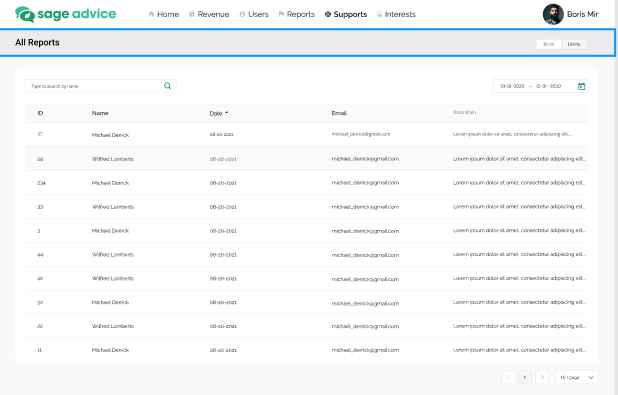 sage advice Home Revenue Users Reports Supports Interests Boris Mir
All Reports Block Delete
Type to search by name 01-01-2020 - 12-31-2020
ID Name Date Email Description
27 Michael Derrick 08-20-2021 michael_derrick@gmail.com Lorem ipsum dolor sit amet, consectetur adipiscing elit...
24 Wilfred Lamberts 08-20-2021 michael_derrick@gmail.com Lorem ipsum dolor sit amet, consectetur adipiscing elit...
234 Michael Derrick 08-20-2021 michael_derrick@gmail.com Lorem ipsum dolor sit amet, consectetur adipiscing elit...
33 Wilfred Lamberts 08-20-2021 michael_derrick@gmail.com Lorem ipsum dolor sit amet, consectetur adipiscing elit...
3 Michael Derrick 08-20-2021 michael_derrick@gmail.com Lorem ipsum dolor sit amet, consectetur adipiscing elit...
44 Wilfred Lamberts 08-20-2021 michael_derrick@gmail.com Lorem ipsum dolor sit amet, consectetur adipiscing elit...
42 Wilfred Lamberts 08-20-2021 michael_derrick@gmail.com Lorem ipsum dolor sit amet, consectetur adipiscing elit...
52 Michael Derrick 08-20-2021 michael_derrick@gmail.com Lorem ipsum dolor sit amet, consectetur adipiscing elit...
22 Wilfred Lamberts 08-20-2021 michael_derrick@gmail.com Lorem ipsum dolor sit amet, consectetur adipiscing elit...
11 Michael Derrick 08-20-2021 michael_derrick@gmail.com Lorem ipsum dolor sit amet, consectetur adipiscing elit...
1 / page